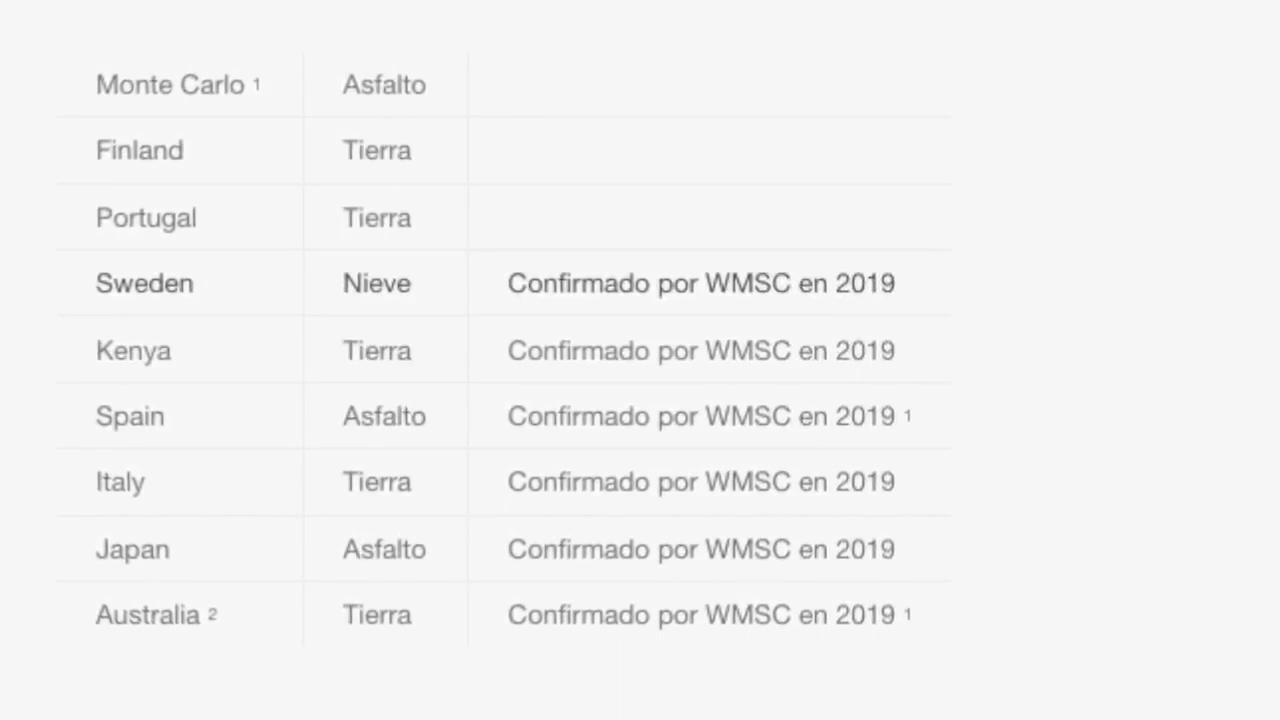 Monte Carlo 1 Asfalto
Finland Tierra
Portugal Tierra
Sweden Nieve Confirmado por WMSC en 2019
Kenya Tierra Confirmado por WMSC en 2019
Spain Asfalto Confirmado por WMSC en 2019 1
Italy Tierra Confirmado por WMSC en 2019
Japan Asfalto Confirmado por WMSC en 2019
Australia 2 Tierra Confirmado por WMSC en 2019 1